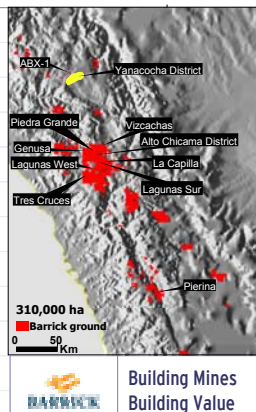 ABX-1
Yanacocha District
Piedra Grande
Vizcachas
Alto Chicama District
Genusa
Lagunas West
La Capilla
Lagunas Sur
Tres Cruces
Pierina
310,000 ha
Barrick ground
0 50
Km
BARRICK
Building Mines
Building Value